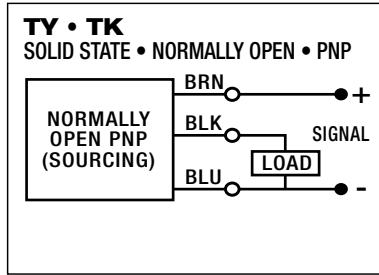 TY • TK
SOLID STATE • NORMALLY OPEN • PNP
BRN
+
NORMALLY
OPEN PNP
(SOURCING)
BLK
SIGNAL
LOAD
BLU
-